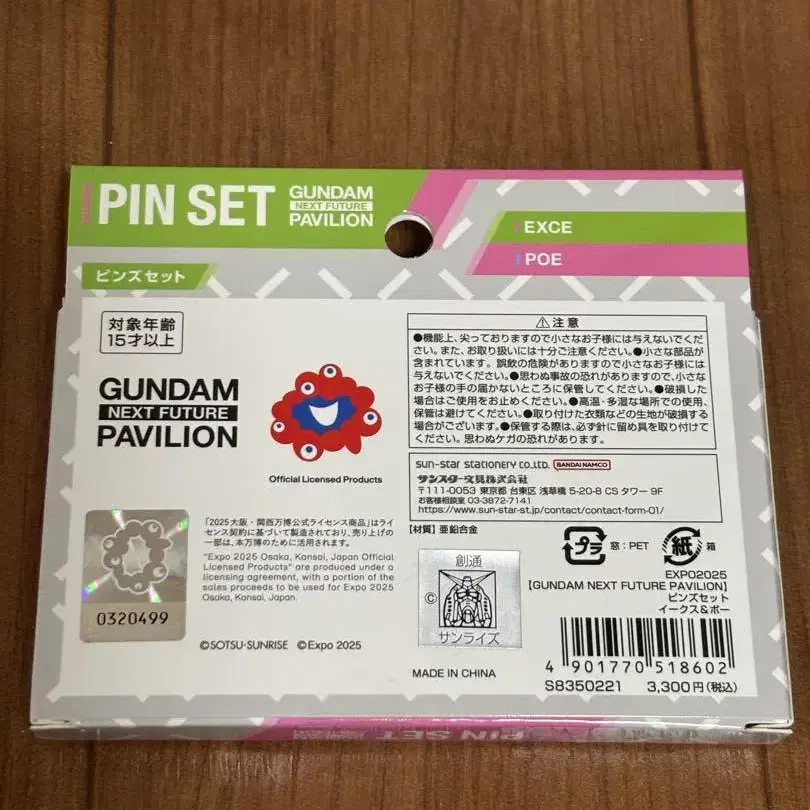 PIN SET
GUNDAM
NEXT FUTURE
PAVILION
EXCE
POE
ピンズセット
対象年齢
15才以上
GUNDAM
NEXT FUTURE
PAVILION
Official Licensed Products
⚠注意
●機能上、尖っておりますので小さなお子様には与えないでくだ
さい。また、お取り扱いには十分ご注意ください。●小さな部品が
含まれています。誤飲の危険がありますので小さなお子様には
与えないでください。●思わぬ事故の恐れがありますので、小さな
お子様の手の届かないところに保管してください。●破損した
場合はご使用をお止めください。●高温・多湿な場所での使用、
保管は避けてください。●取り付けた衣類などの生地が破損する
場合がございます。●保管する際は、必ず針に留め具を取り付けて
ください。思わぬケガの恐れがあります。
sun-star stationery co.,LTD. BANDAI NAMCO
サンスター文具株式会社
〒111-0053 東京都 台東区 浅草橋 5-20-8 CS タワー 9F
お客様相談室 03-3872-7141
https://www.sun-star-st.jp/contact/contact-form-01/
【材質】亜鉛合金
「2025大阪・関西万博公式ライセンス商品」はラ
イセンス契約に基づいて製造されており、売り上げの
一部は、本万博のために活用されます。
"Expo 2025 Osaka, Kansai, Japan Official
Licensed Products" are produced under a
licensing agreement, with a portion of the
sales proceeds to be used for Expo 2025
Osaka, Kansai, Japan.
0320499
©SOTSU・SUNRISE ©Expo 2025
©
創通
サンライズ
MADE IN CHINA
プラ 窓:PET 紙 箱
EXPO2025
【GUNDAM NEXT FUTURE PAVILION】
ピンズセット
イークス&ポー
4 901770 518602
S8350221 3,300円(税込)
PIN SET